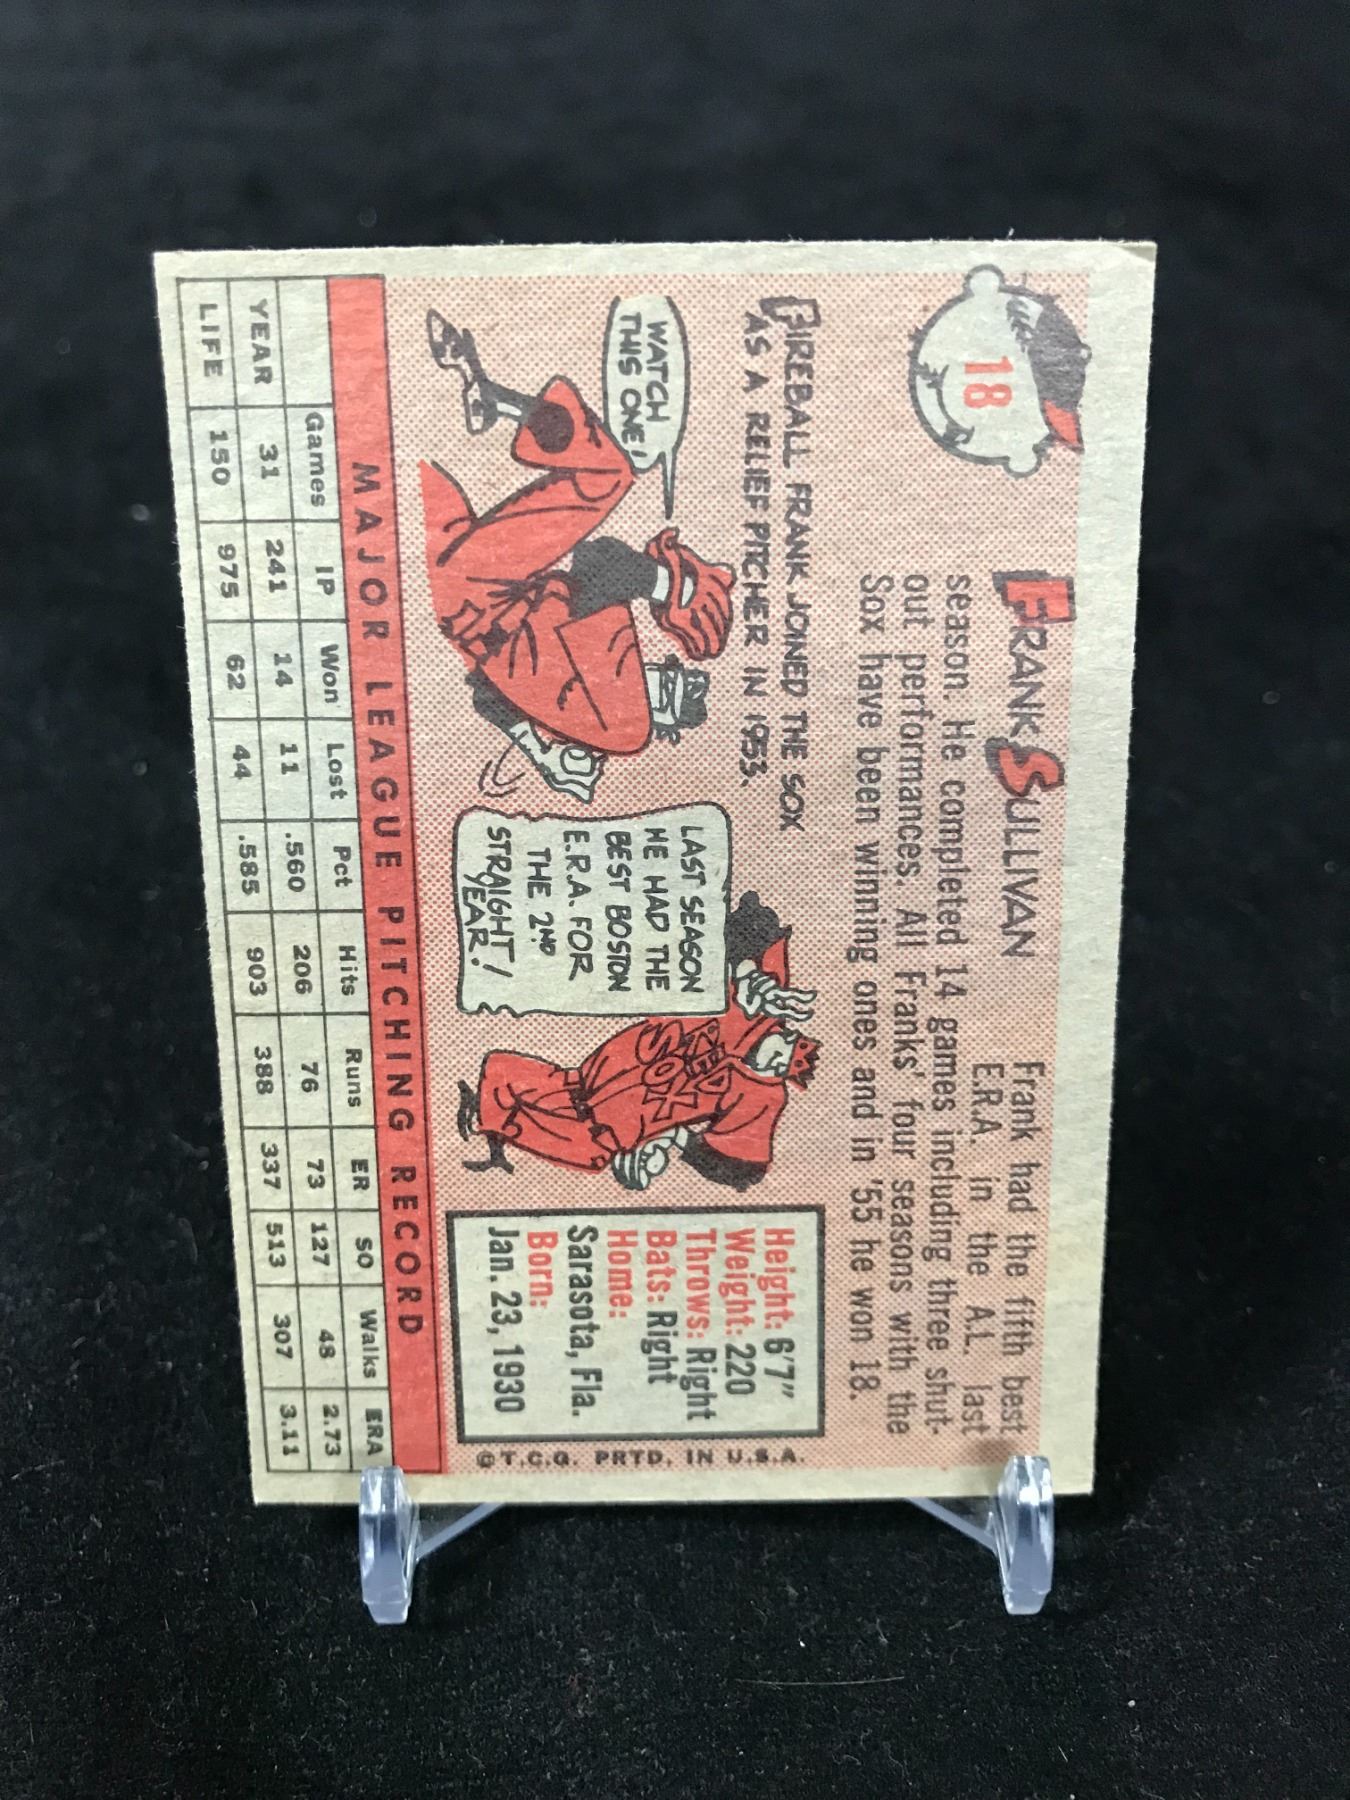 18
FRANK SULLIVAN
Frank had the fifth best
E.R.A. in the A.L. last
season. He completed 14 games including three shut-
out performances. All Franks' four seasons with the
Sox have been winning ones and in '55 he won 18.
FIREBALL FRANK JOINED THE SOX
AS A RELIEF PITCHER IN 1953.
WATCH
THIS ONE!
LAST SEASON
HE HAD THE
BEST BOSTON
E.R.A. FOR
THE 2ND
STRAIGHT
YEAR!
RED
SOX
Height: 6'7"
Weight: 220
Throws: Right
Bats: Right
Home:
Sarasota, Fla.
Born:
Jan. 23, 1930
©T.C.G. PRTD. IN U.S.A.
MAJOR LEAGUE PITCHING RECORD
Games IP Won Lost Pct Hits Runs ER SO Walks ERA
YEAR 31 241 14 11 .560 206 76 73 127 48 2.73
LIFE 150 975 62 44 .585 903 388 337 513 307 3.11